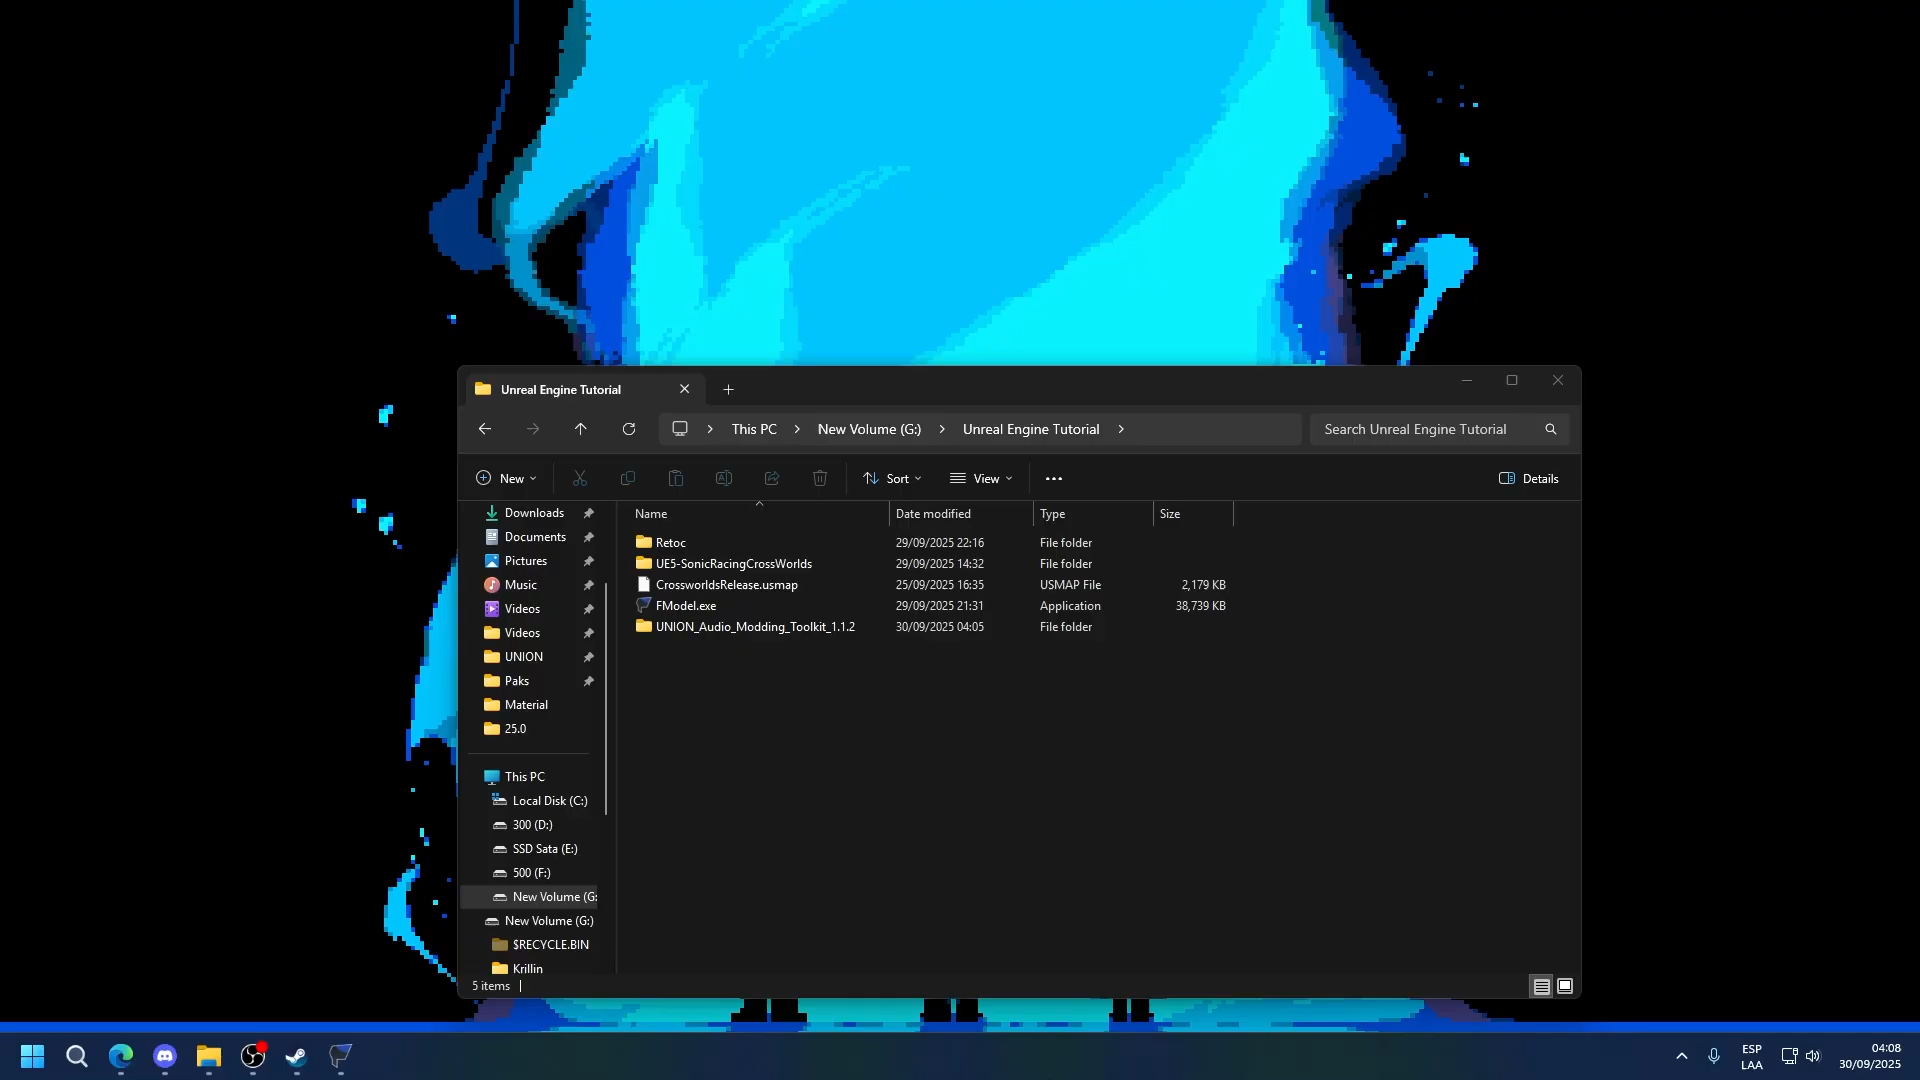 Unreal Engine Tutorial
This PC
New Volume (G:)
Unreal Engine Tutorial
Search Unreal Engine Tutorial
New
Sort
View
Details
Name Date modified Type Size
Retoc 29/09/2025 22:16 File folder
UE5-SonicRacingCrossWorlds 29/09/2025 14:32 File folder
CrossworldsRelease.usmap 25/09/2025 16:35 USMAP File 2,179 KB
FModel.exe 29/09/2025 21:31 Application 38,739 KB
UNION_Audio_Modding_Toolkit_1.1.2 30/09/2025 04:05 File folder
Downloads
Documents
Pictures
Music
Videos
Videos
UNION
Paks
Material
25.0
This PC
Local Disk (C:)
300 (D:)
SSD Sata (E:)
500 (F:)
New Volume (G:
New Volume (G:)
$RECYCLE.BIN
Krillin
5 items
ESP
LAA
04:08
30/09/2025